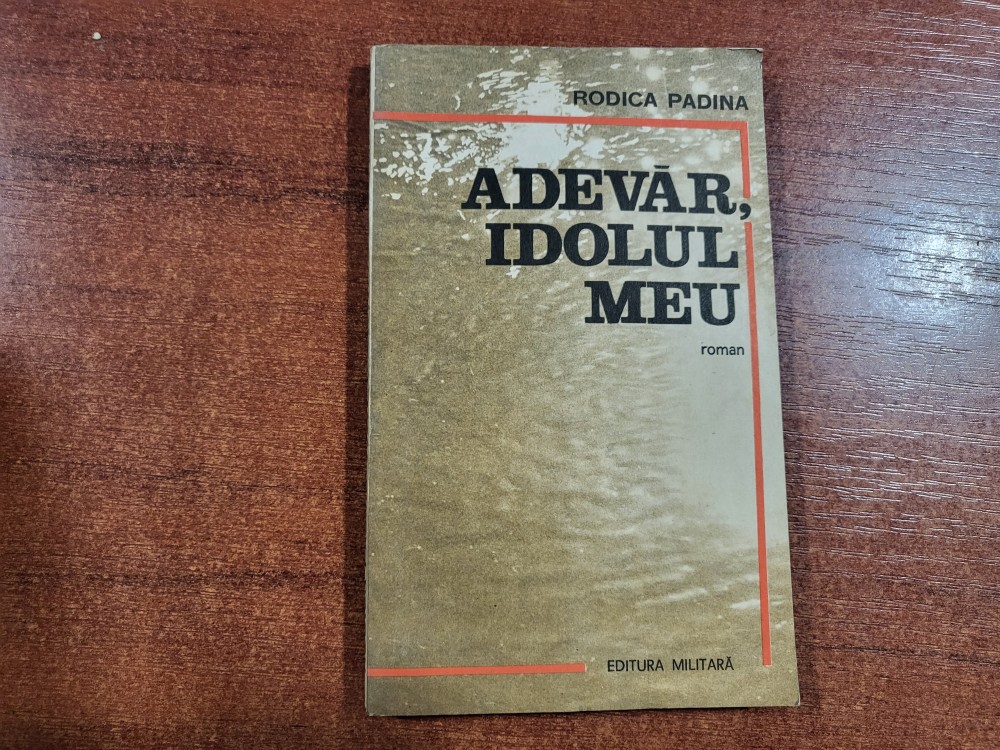 RODICA PADINA
ADEVĂR,
IDOLUL
MEU
roman
EDITURA MILITARĂ